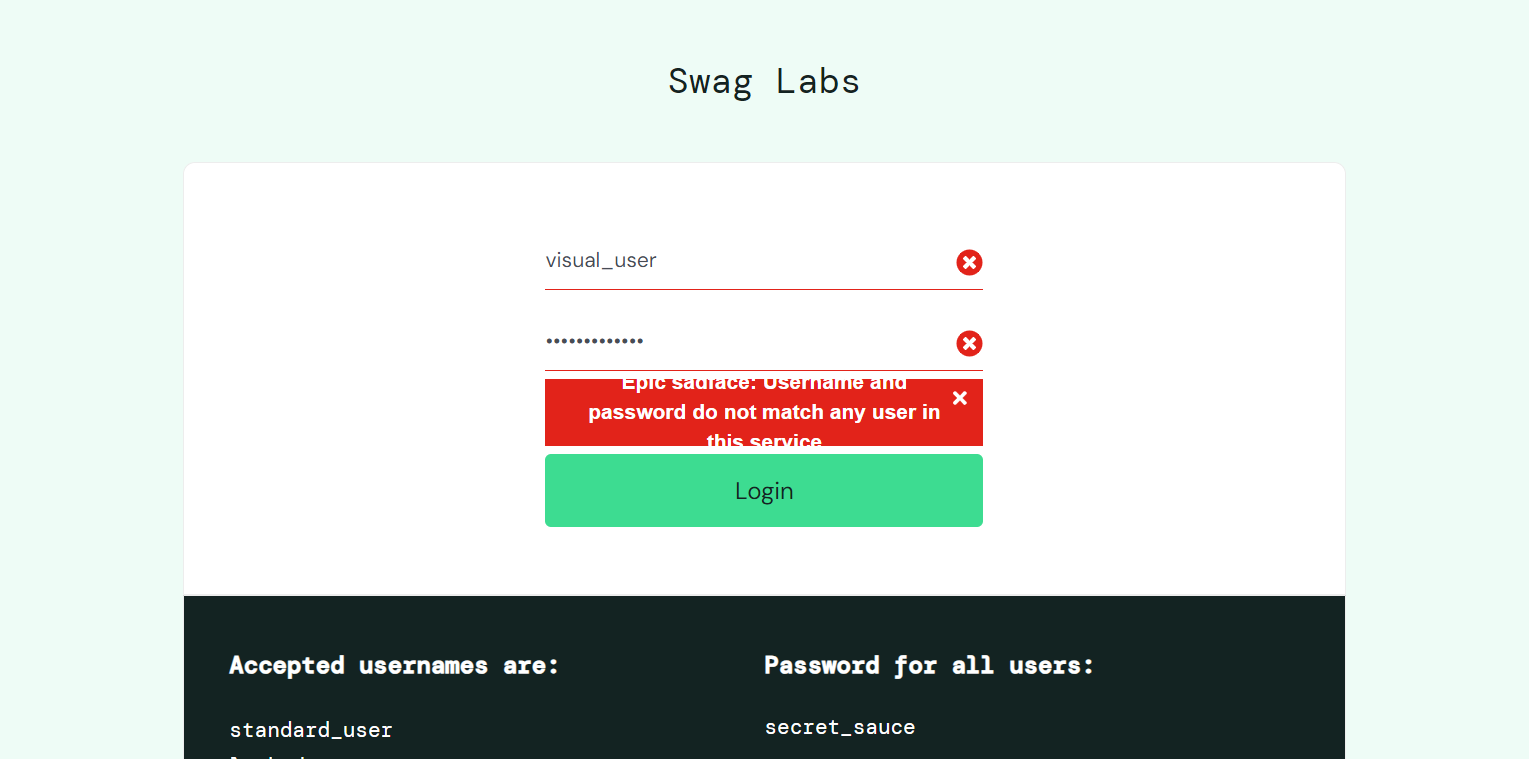 Swag Labs
visual_user
•••••••••••••
Epic sadface: Username and
password do not match any user in
this service
Login
Accepted usernames are:
Password for all users:
standard_user
secret_sauce